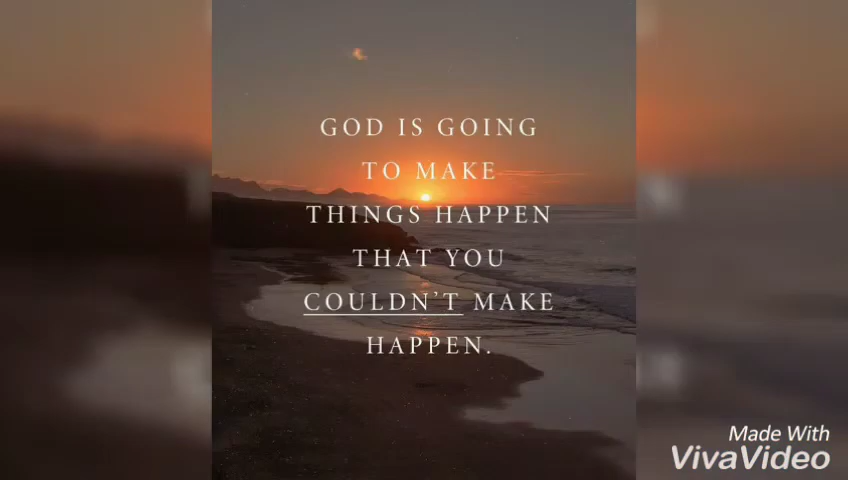 GOD IS GOING
TO MAKE
THINGS HAPPEN
THAT YOU
COULDN'T MAKE
HAPPEN.
Made With
VivaVideo